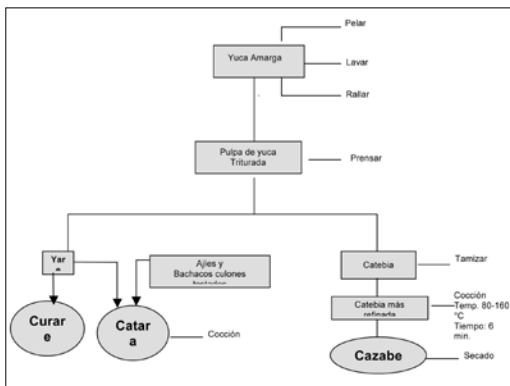 Pelar
Yuca Amarga
Lavar
Rallar
Pulpa de yuca
Triturada
Prensar
Yar
Ajíes y
Bachacos culones
Catebia
Tamizar
Curar
e
Catar
a
Cocción
Catebia más
refinada
Cocción
Temp. 80-160
°C
Tiempo: 6
min.
Cazabe
Secado